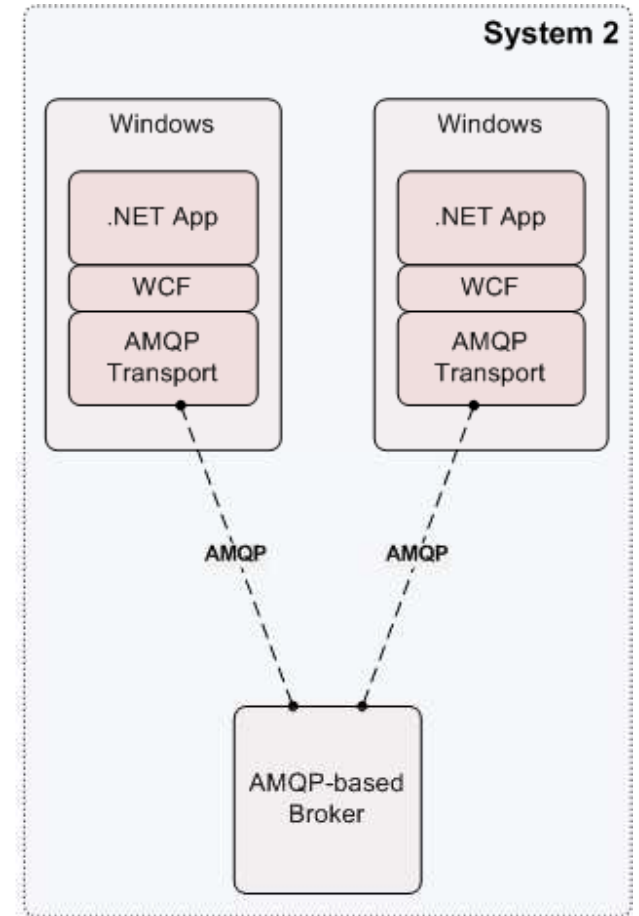 System 2
Windows
.NET App
WCF
AMQP
Transport
Windows
.NET App
WCF
AMQP
Transport
AMQP
AMQP
AMQP-based
Broker